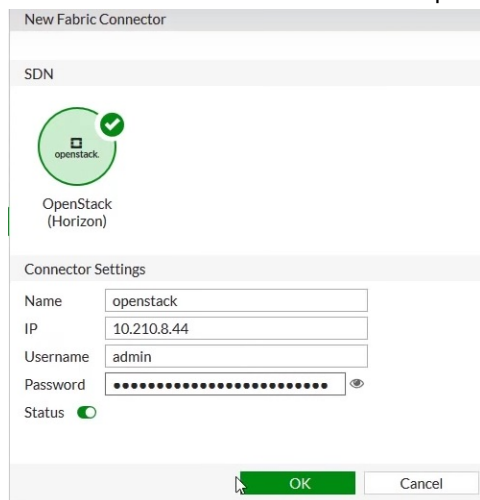 New Fabric Connector
SDN
openstack.
OpenStack
(Horizon)
Connector Settings
Name openstack
IP 10.210.8.44
Username admin
Password ●●●●●●●●●●●●●●●●●●●●●●●●●
Status
OK Cancel